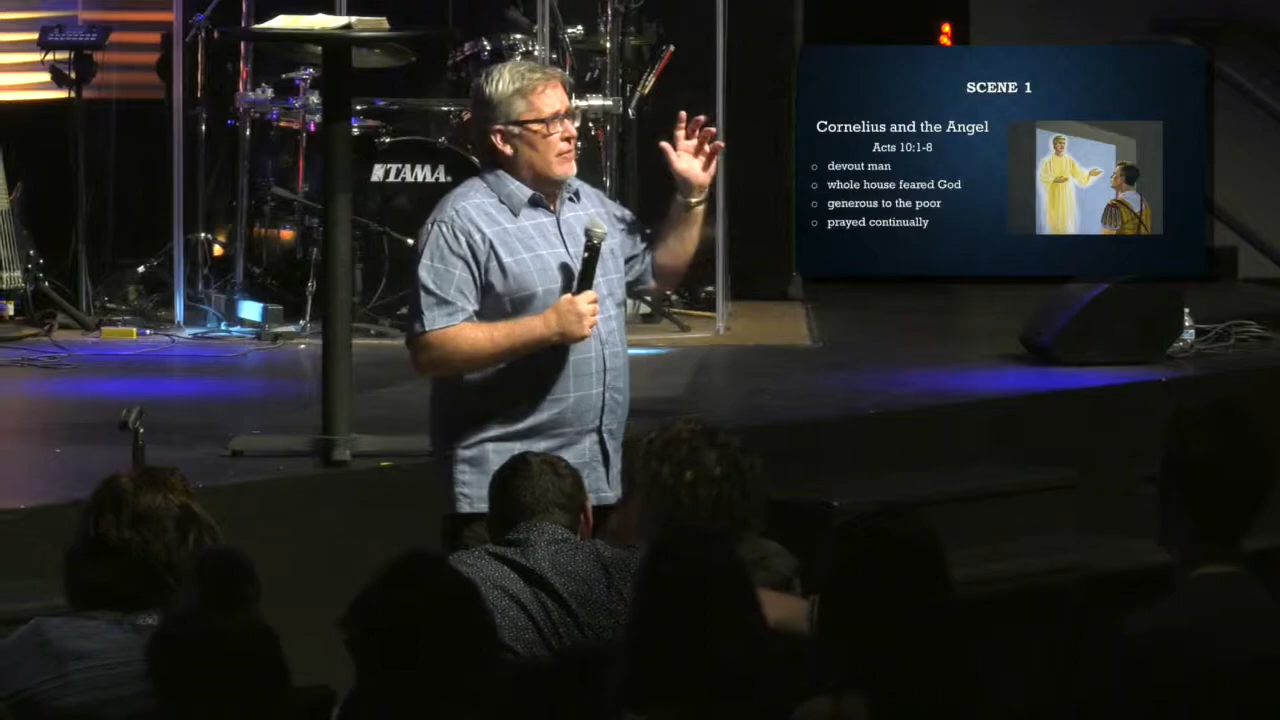 SCENE 1
Cornelius and the Angel
Acts 10:1-8
devout man
whole house feared God
generous to the poor
prayed continually
TAMA.